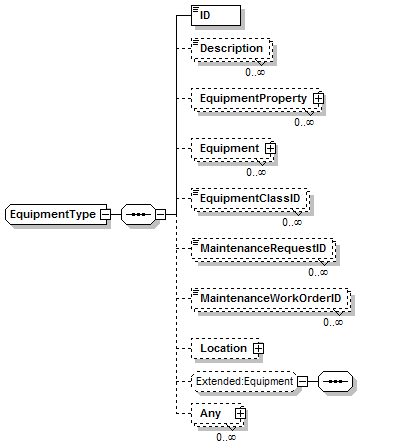 ID
Description
0..∞
EquipmentProperty
0..∞
Equipment
0..∞
EquipmentType
EquipmentClassID
0..∞
MaintenanceRequestID
0..∞
MaintenanceWorkOrderID
0..∞
Location
Extended:Equipment
Any
0..∞